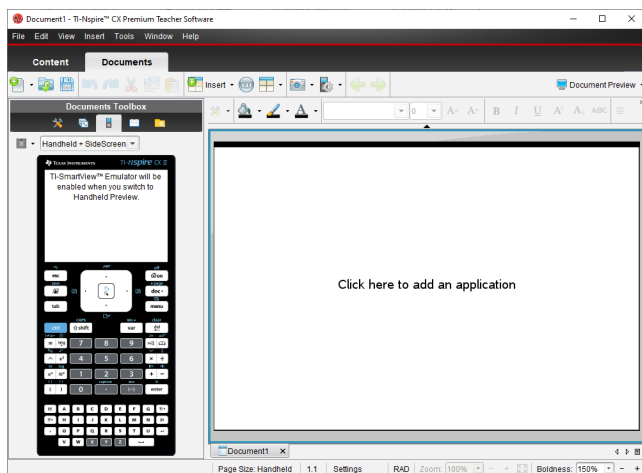 Document1 - TI-Nspire™ CX Premium Teacher Software
File Edit View Insert Tools Window Help
Content Documents
Insert Document Preview
Documents Toolbox
0 A+ A- B I U ABC
Handheld + SideScreen
TEXAS INSTRUMENTS TI-nspire CX II
TI-SmartView™ Emulator will be
enabled when you switch to
Handheld Preview.
Click here to add an application
esc on
doc
tab menu
CAPS clear
ctrl shift var del
7 8 9
4 5 6
1 2 3
0 (−) enter
A B C D E F G
H I J K L M N
O P Q R S T U
V W X Y Z
Document1
Page Size: Handheld 1.1 Settings RAD Zoom: 100% Boldness: 150%